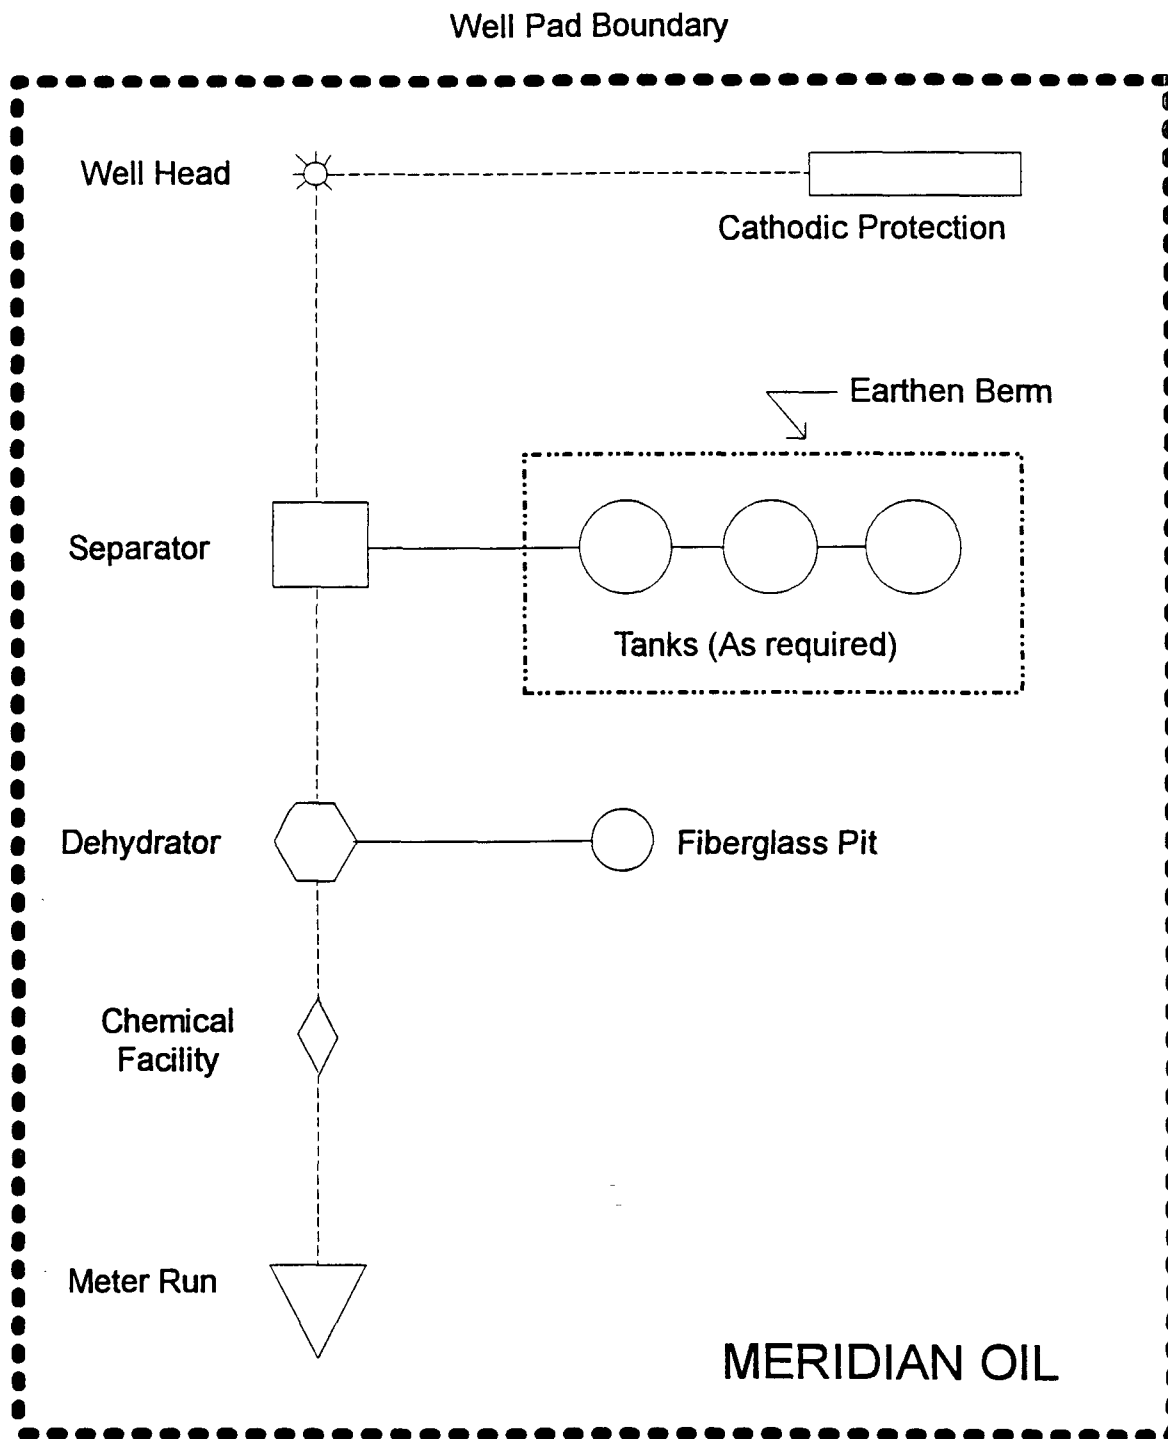 Well Pad Boundary
Well Head
Cathodic Protection
Earthen Berm
Separator
Tanks (As required)
Dehydrator
Fiberglass Pit
Chemical
Facility
Meter Run
MERIDIAN OIL